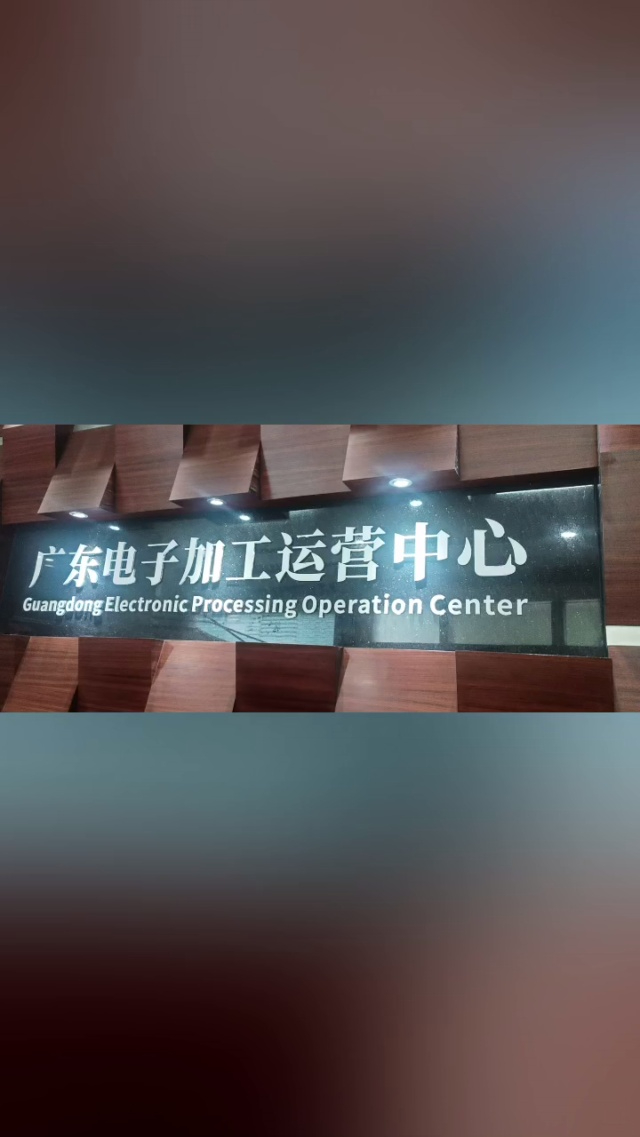 广东电子加工运营中心
Guangdong Electronic Processing Operation Center